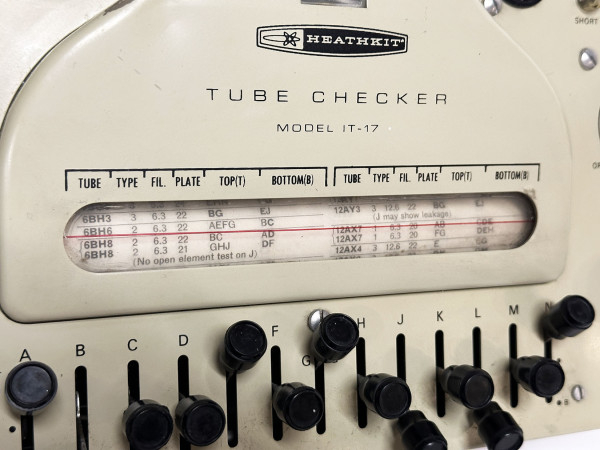 SHORT
HEATHKIT
TUBE CHECKER
MODEL IT-17
TUBE TYPE FIL. PLATE TOP(T) BOTTOM(B) TUBE TYPE FIL. PLATE TOP(T) BOTTOM(B)
6BH3 3 6.3 22 BG EJ 12AY3 3 12.6 22 BG EJ
(J may show leakage)
6BH6 2 6.3 22 AEFG BC 12AX7 1 6.3 20 AB CDE
6BH8 2 6.3 22 BC AD 12AX7 1 6.3 20 FG DEH
6BH8 2 6.3 21 GHJ DF 12AX4 3 12.6 22 E
(No open element test on J)
A B C D F G H J K L M N